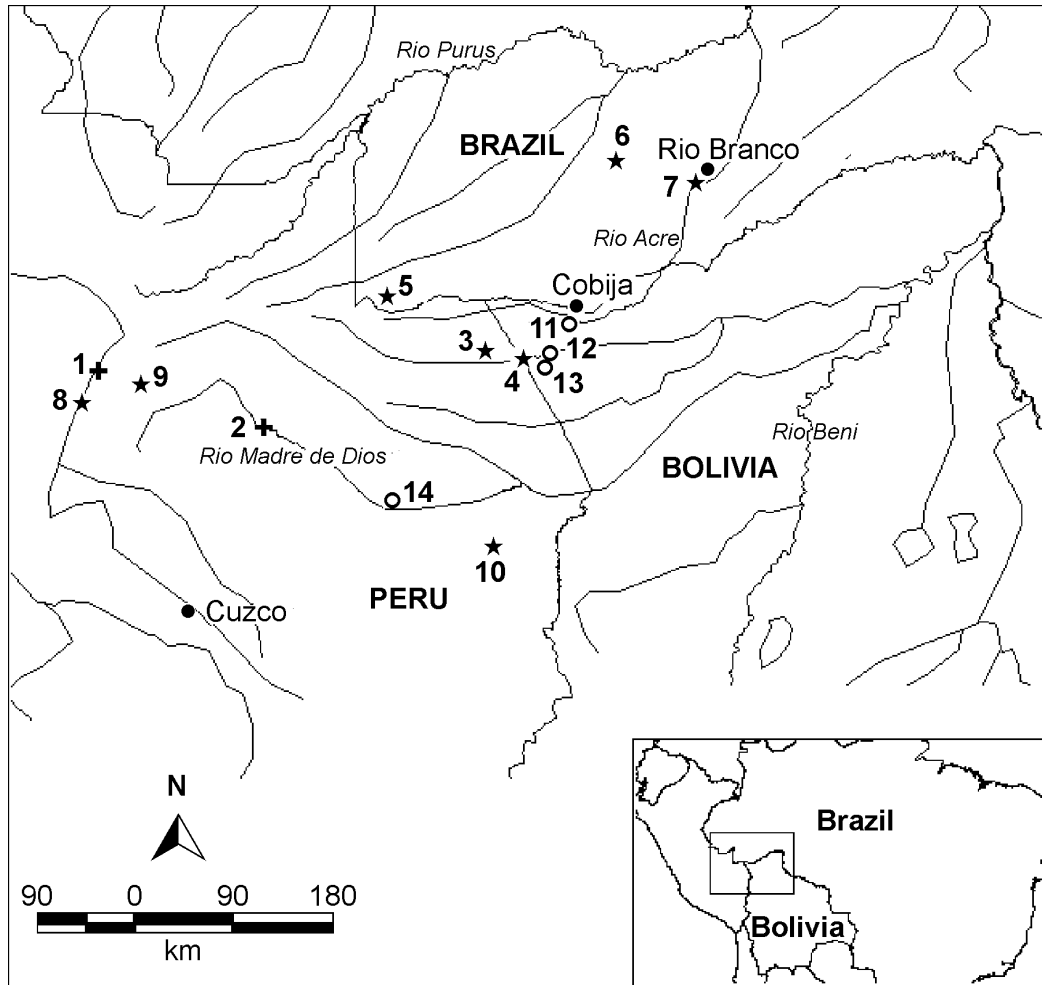 Rio Purus
BRAZIL
6
Rio Branco
7
Rio Acre
5
Cobija
11
3
12
1
4
13
9
8
2
Rio Madre de Dios
Rio Beni
BOLIVIA
14
10
PERU
Cuzco
N
90 0 90 180
km
Brazil
Bolivia